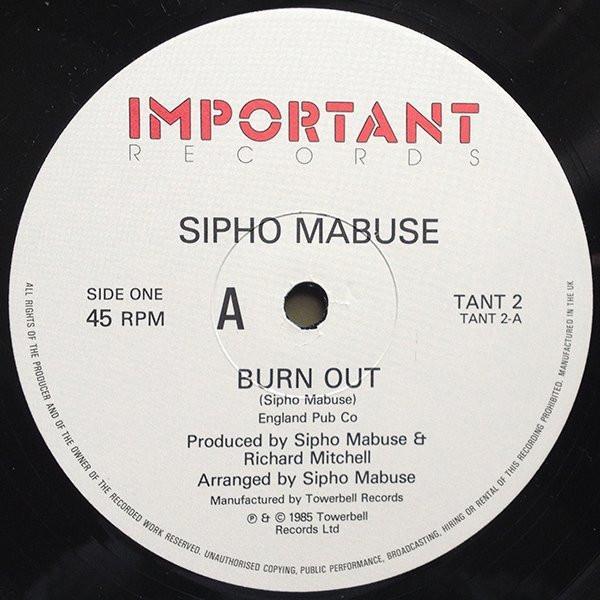 IMPORTANT
RECORDS
SIPHO MABUSE
SIDE ONE
45 RPM
A
TANT 2
TANT 2-A
BURN OUT
(Sipho Mabuse)
England Pub Co
Produced by Sipho Mabuse &
Richard Mitchell
Arranged by Sipho Mabuse
Manufactured by Towerbell Records
℗ & © 1985 Towerbell
Records Ltd
ALL RIGHTS OF THE PRODUCER AND OF THE OWNER OF THE RECORDED WORK RESERVED. UNAUTHORISED COPYING, PUBLIC PERFORMANCE, BROADCASTING, HIRING OR RENTAL OF THIS RECORDING PROHIBITED. MANUFACTURED IN THE UK